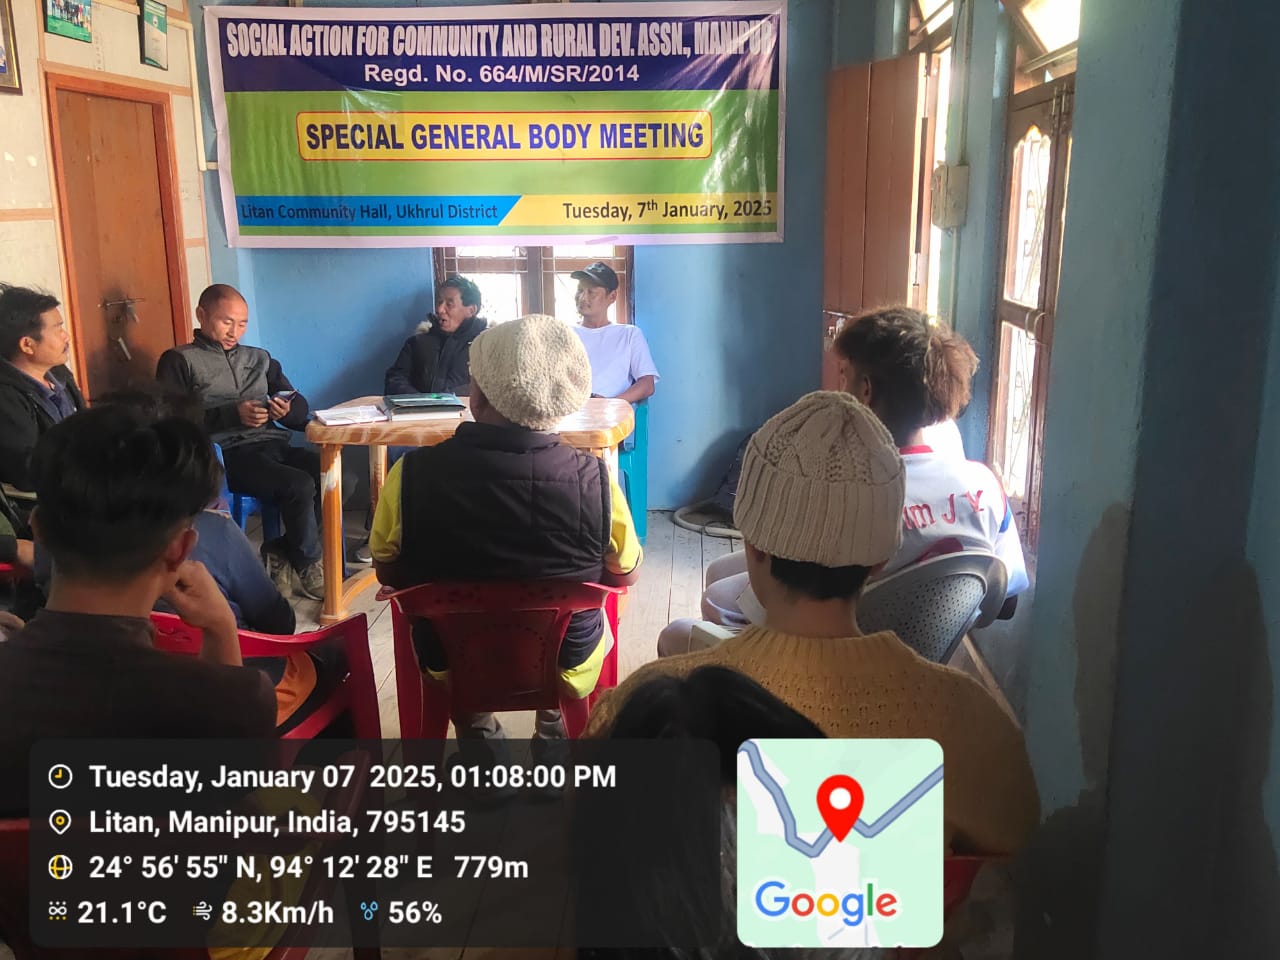 SOCIAL ACTION FOR COMMUNITY AND RURAL DEV. ASSN., MANIPUR
Regd. No. 664/M/SR/2014
SPECIAL GENERAL BODY MEETING
Litan Community Hall, Ukhrul District
Tuesday, 7th January, 2025
Tuesday, January 07 2025, 01:08:00 PM
Litan, Manipur, India, 795145
24° 56' 55" N, 94° 12' 28" E 779m
21.1°C 8.3Km/h 56%
Google